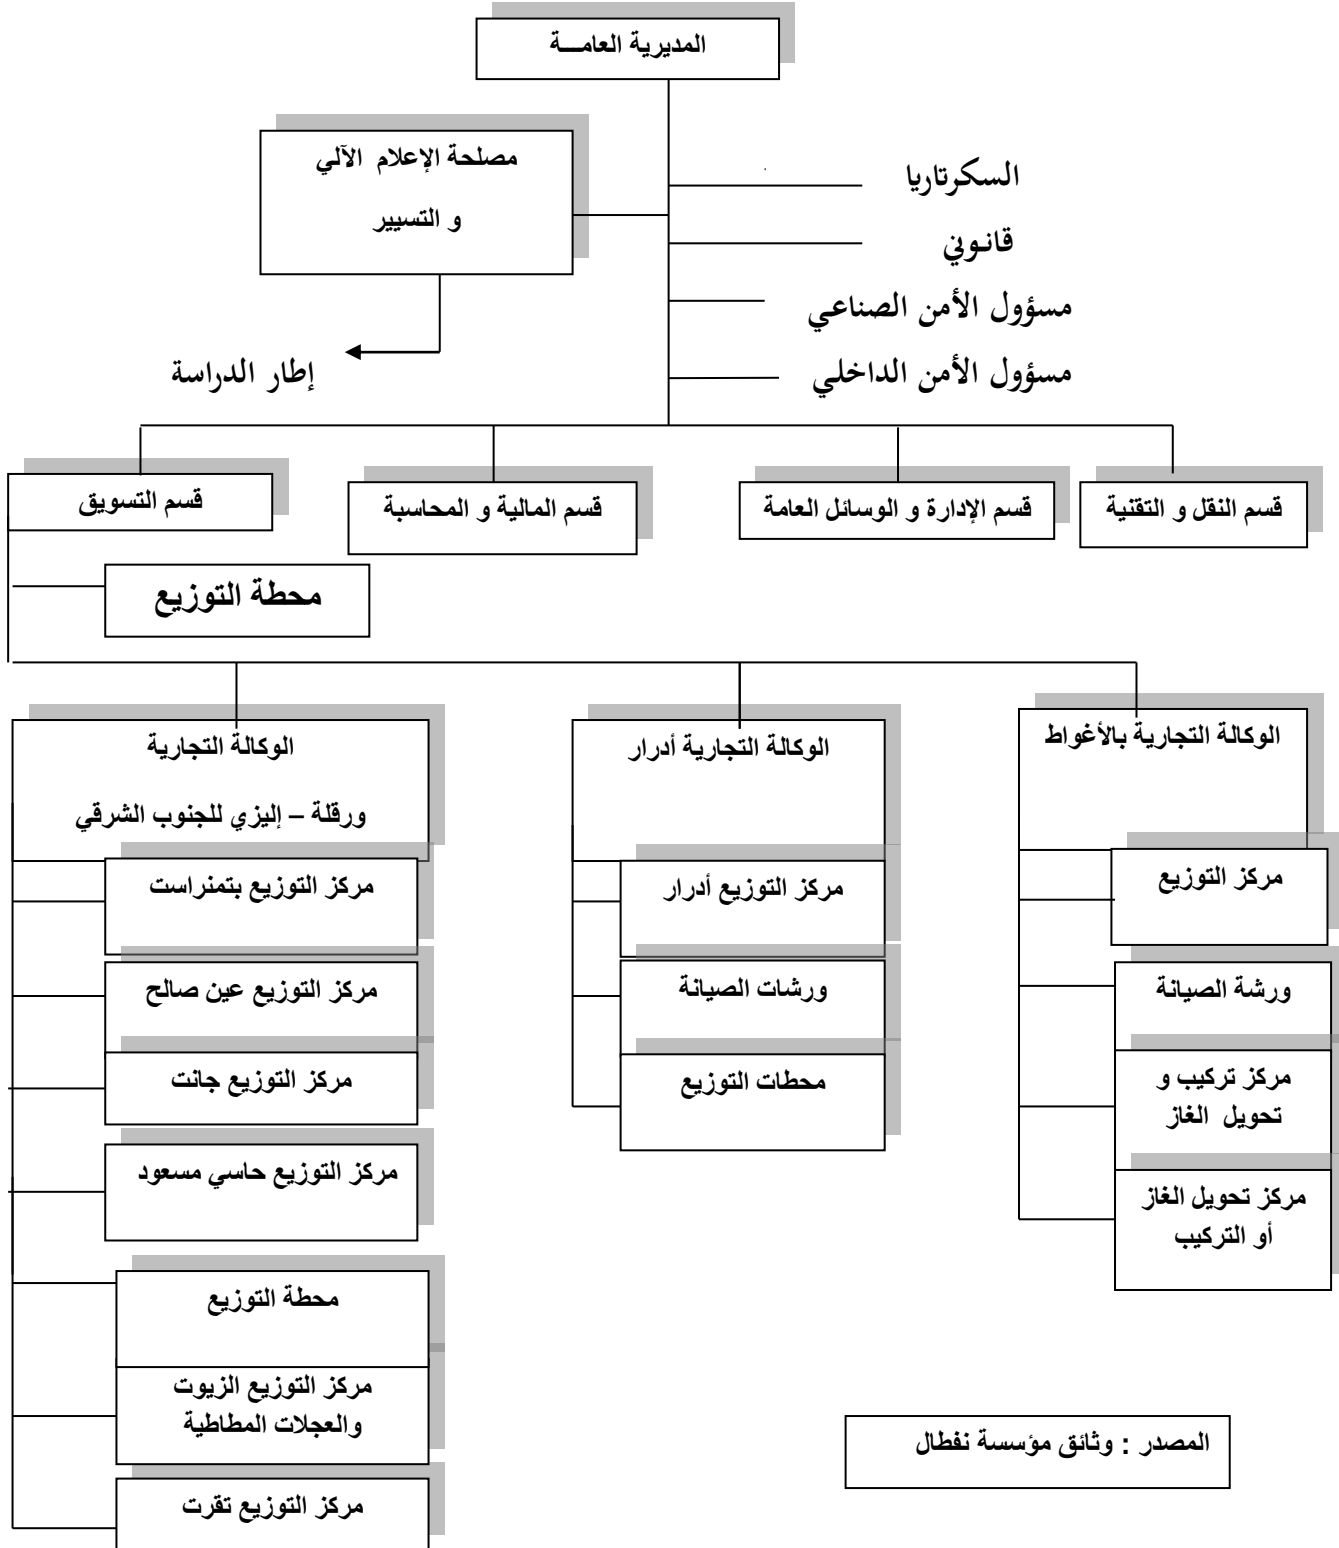 المديرية العامـــة
مصلحة الإعلام الآلي
و التسيير
السكرتاريا
قانوني
مسؤول الأمن الصناعي
مسؤول الأمن الداخلي
إطار الدراسة
قسم النقل و التقنية
قسم الإدارة و الوسائل العامة
قسم المالية و المحاسبة
قسم التسويق
محطة التوزيع
الوكالة التجارية بالأغواط
مركز التوزيع
ورشة الصيانة
مركز تركيب و
تحويل الغاز
مركز تحويل الغاز
أو التركيب
الوكالة التجارية أدرار
مركز التوزيع أدرار
ورشات الصيانة
محطات التوزيع
الوكالة التجارية
ورقلة – إليزي للجنوب الشرقي
مركز التوزيع بتمنراست
مركز التوزيع عين صالح
مركز التوزيع جانت
مركز التوزيع حاسي مسعود
محطة التوزيع
مركز التوزيع الزيوت
والعجلات المطاطية
مركز التوزيع تقرت
المصدر : وثائق مؤسسة نفطال